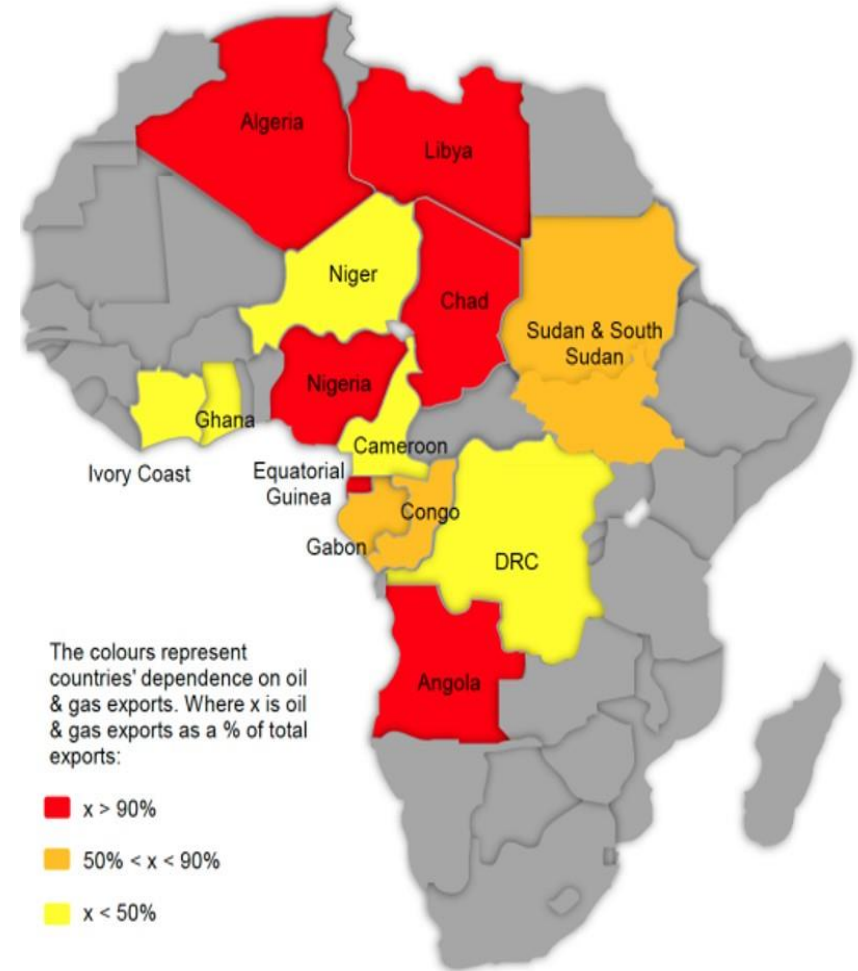 Algeria
Libya
Niger
Chad
Sudan & South
Sudan
Nigeria
Ghana
Cameroon
Ivory Coast
Equatorial
Guinea
Congo
Gabon
DRC
Angola
The colours represent
countries' dependence on oil
& gas exports. Where x is oil
& gas exports as a % of total
exports:
x > 90%
50% < x < 90%
x < 50%